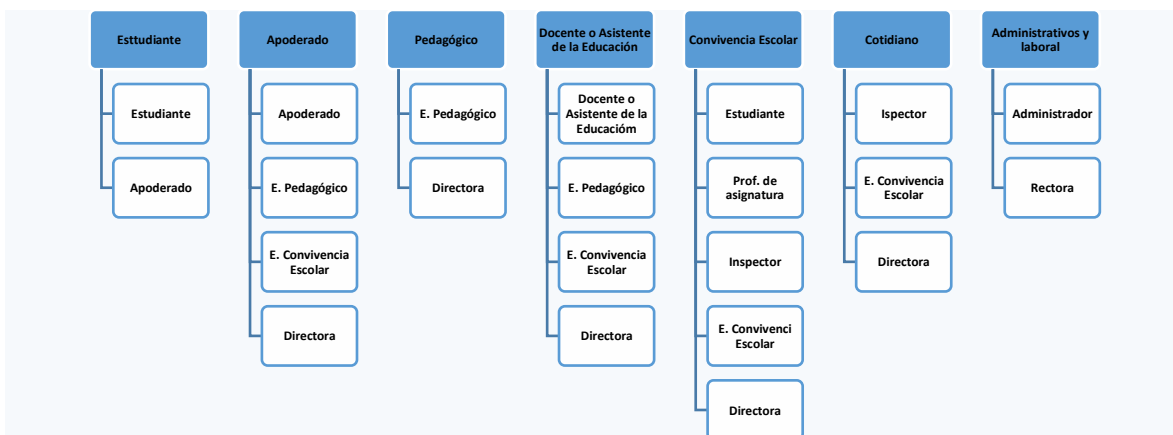 Esttudiante
Estudiante
Apoderado
Apoderado
Apoderado
E. Pedagógico
E. Convivencia
Escolar
Directora
Pedagógico
E. Pedagógico
Directora
Docente o Asistente
de la Educación
Docente o
Asistente de la
Educacióm
E. Pedagógico
E. Convivencia
Escolar
Directora
Convivencia Escolar
Estudiante
Prof. de
asignatura
Inspector
E. Convivenci
Escolar
Directora
Cotidiano
Ispector
E. Convivencia
Escolar
Directora
Administrativos y
laboral
Administrador
Rectora